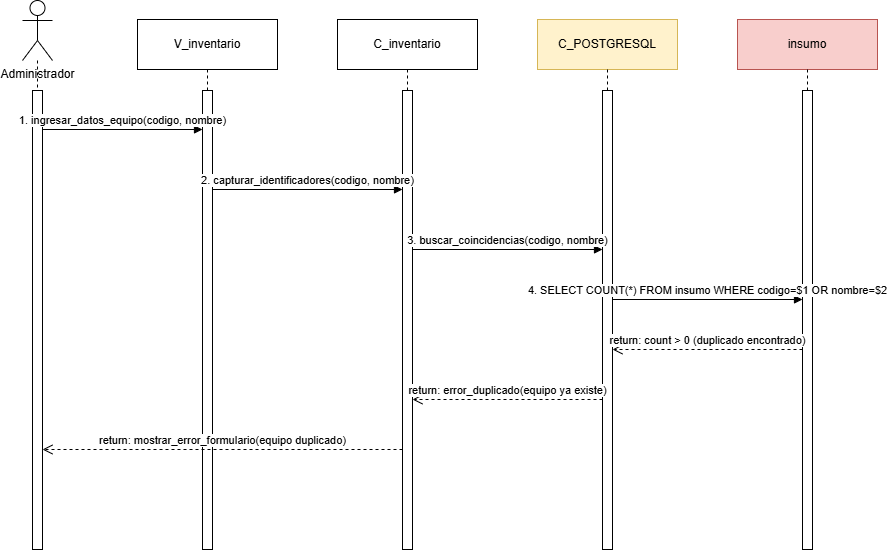 V_inventario
C_inventario
C_POSTGRESQL
insumo
Administrador
1. ingresar_datos_equipo(codigo, nombre)
2. capturar_identificadores(codigo, nombre)
3. buscar_coincidencias(codigo, nombre)
4. SELECT COUNT(*) FROM insumo WHERE codigo=$1 OR nombre=$2
return: count > 0 (duplicado encontrado)
return: error_duplicado(equipo ya existe)
return: mostrar_error_formulario(equipo duplicado)